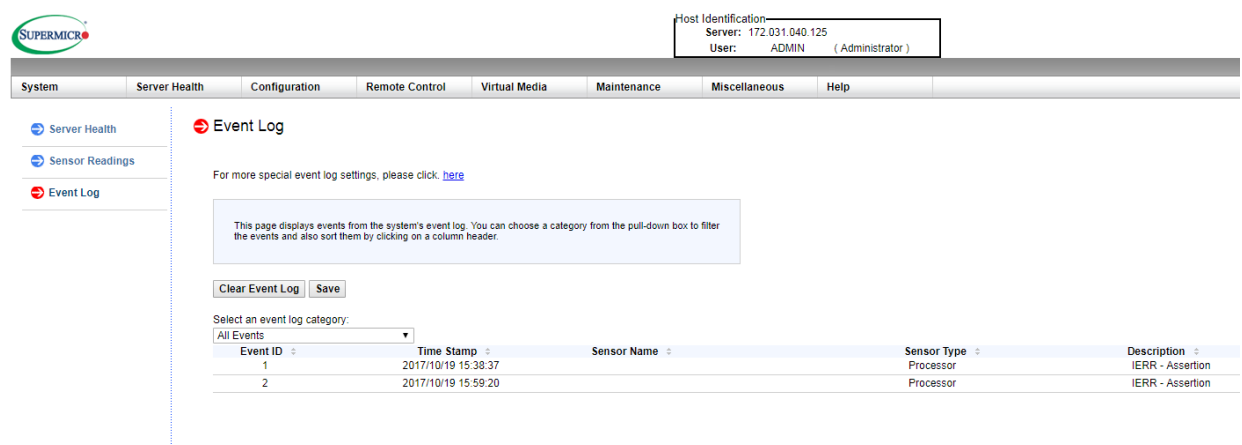 SUPERMICR
Host Identification
Server: 172.031.040.125
User: ADMIN ( Administrator )
System Server Health Configuration Remote Control Virtual Media Maintenance Miscellaneous Help
Server Health
Sensor Readings
Event Log
Event Log
For more special event log settings, please click. here
This page displays events from the system's event log. You can choose a category from the pull-down box to filter
the events and also sort them by clicking on a column header.
Clear Event Log Save
Select an event log category:
All Events
Event ID Time Stamp Sensor Name Sensor Type Description
1 2017/10/19 15:38:37 Processor IERR - Assertion
2 2017/10/19 15:59:20 Processor IERR - Assertion